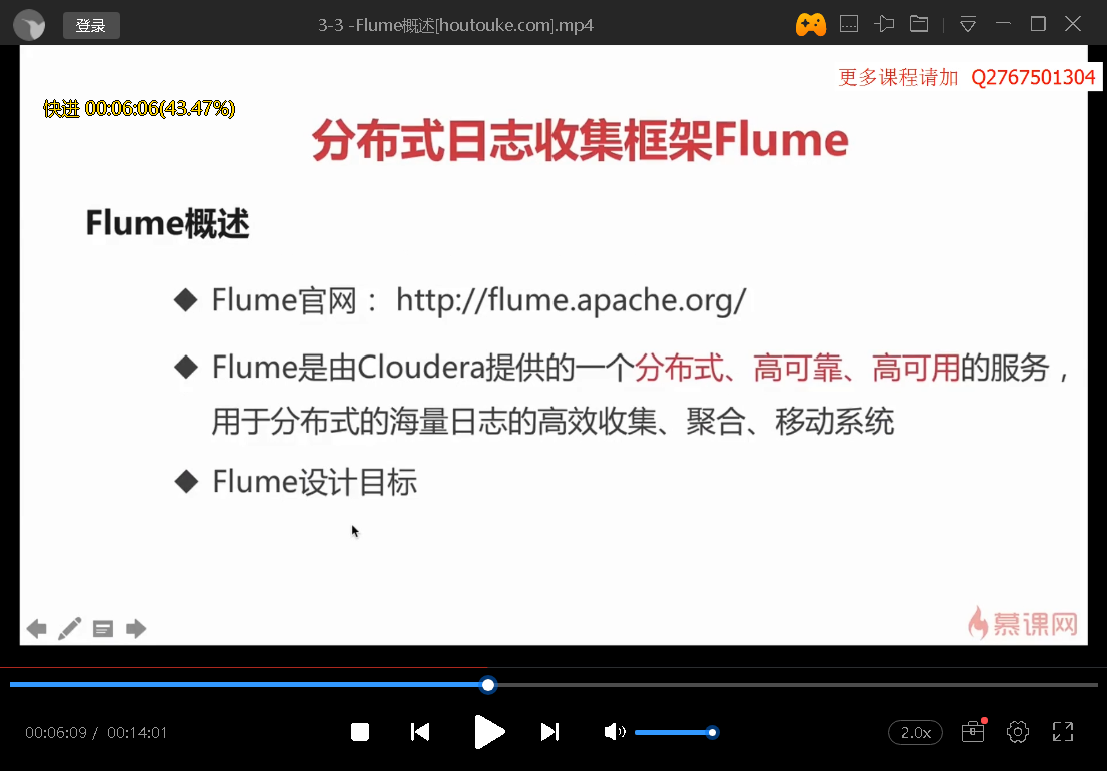 登录
3-3 -Flume概述[houtouke.com].mp4
更多课程请加 Q2767501304
快进 00:06:06(43.47%)
分布式日志收集框架Flume
Flume概述
◆ Flume官网： http://flume.apache.org/
◆ Flume是由Cloudera提供的一个分布式、高可靠、高可用的服务，
用于分布式的海量日志的高效收集、聚合、移动系统
◆ Flume设计目标
慕课网
00:06:09 / 00:14:01
2.0x